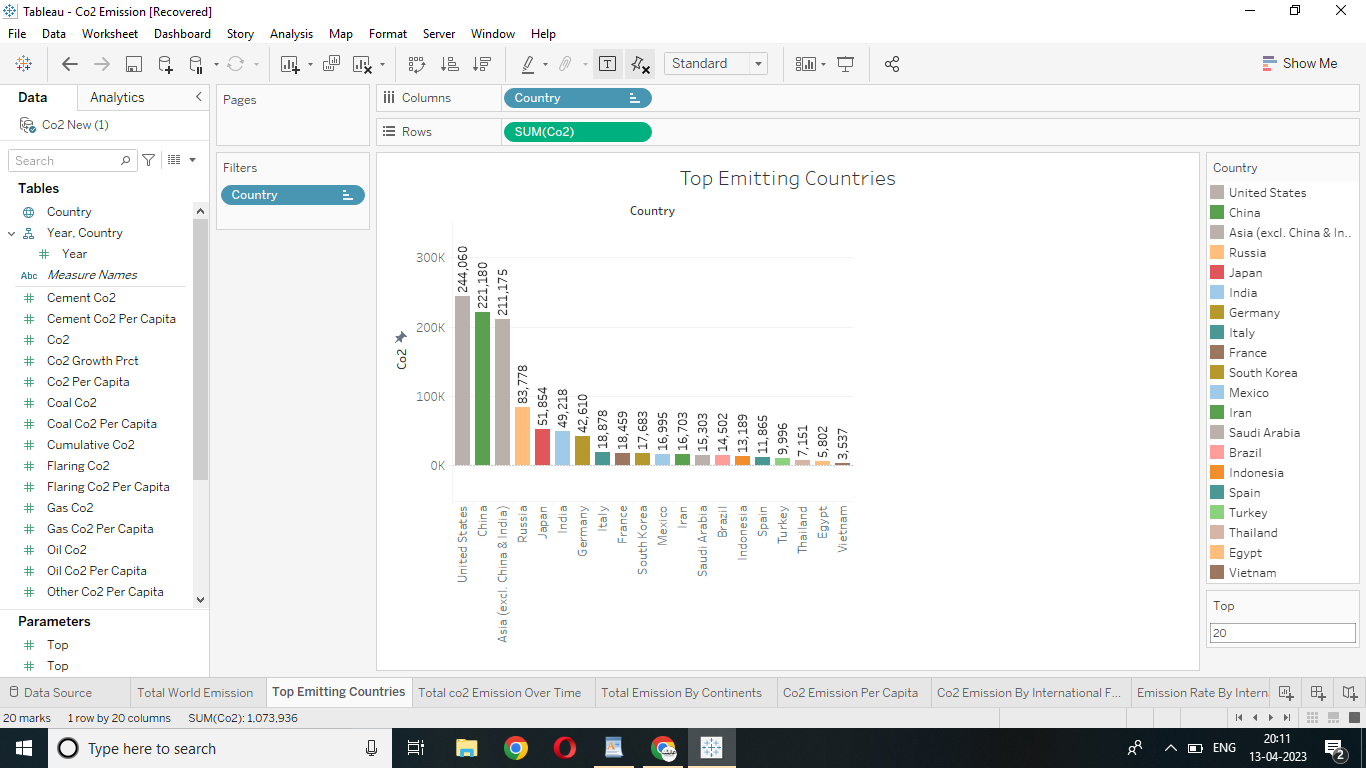 Tableau - Co2 Emission [Recovered]
File Data Worksheet Dashboard Story Analysis Map Format Server Window Help
Standard
Show Me
Data Analytics
Co2 New (1)
Search
Tables
Country
Year, Country
Year
Abc Measure Names
Cement Co2
Cement Co2 Per Capita
Co2
Co2 Growth Prct
Co2 Per Capita
Coal Co2
Coal Co2 Per Capita
Cumulative Co2
Flaring Co2
Flaring Co2 Per Capita
Gas Co2
Gas Co2 Per Capita
Oil Co2
Oil Co2 Per Capita
Other Co2 Per Capita
Parameters
Top
Top
Pages
Filters
Country
Columns Country
Rows SUM(Co2)
Top Emitting Countries
Country
Co2
300K
200K
100K
0K
244,060
221,180
211,175
83,778
51,854
49,218
42,610
18,878
18,459
17,683
16,995
16,703
15,303
14,502
13,189
11,865
9,996
7,151
5,802
3,537
United States
China
Asia (excl. China & India)
Russia
Japan
India
Germany
Italy
France
South Korea
Mexico
Iran
Saudi Arabia
Brazil
Indonesia
Spain
Turkey
Thailand
Egypt
Vietnam
Country
United States
China
Asia (excl. China & In..
Russia
Japan
India
Germany
Italy
France
South Korea
Mexico
Iran
Saudi Arabia
Brazil
Indonesia
Spain
Turkey
Thailand
Egypt
Vietnam
Top
20
Data Source Total World Emission Top Emitting Countries Total co2 Emission Over Time Total Emission By Continents Co2 Emission Per Capita Co2 Emission By International F... Emission Rate By Intern
20 marks 1 row by 20 columns SUM(Co2): 1,073,936
Type here to search
ENG
20:11
13-04-2023
2